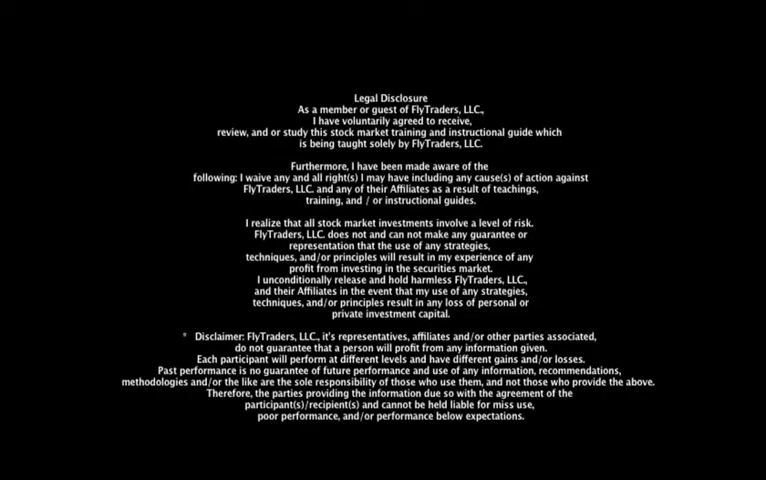 Legal Disclosure
As a member or guest of FlyTraders, LLC.,
I have voluntarily agreed to receive,
review, and or study this stock market training and instructional guide which
is being taught solely by FlyTraders, LLC.
Furthermore, I have been made aware of the
following: I waive any and all right(s) I may have including any cause(s) of action against
FlyTraders, LLC. and any of their Affiliates as a result of teachings,
training, and / or instructional guides.
I realize that all stock market investments involve a level of risk.
FlyTraders, LLC. does not and can not make any guarantee or
representation that the use of any strategies,
techniques, and/or principles will result in my experience of any
profit from investing in the securities market.
I unconditionally release and hold harmless FlyTraders, LLC.,
and their Affiliates in the event that my use of any strategies,
techniques, and/or principles result in any loss of personal or
private investment capital.
* Disclaimer: FlyTraders, LLC., it's representatives, affiliates and/or other parties associated,
do not guarantee that a person will profit from any information given.
Each participant will perform at different levels and have different gains and/or losses.
Past performance is no guarantee of future performance and use of any information, recommendations,
methodologies and/or the like are the sole responsibility of those who use them, and not those who provide the above.
Therefore, the parties providing the information due so with the agreement of the
participant(s)/recipient(s) and cannot be held liable for miss use,
poor performance, and/or performance below expectations.